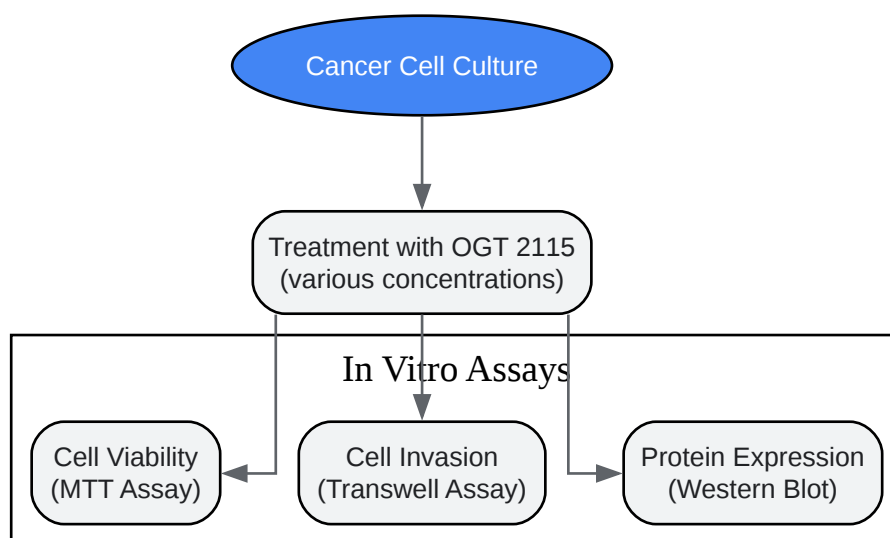 Cancer Cell Culture
Treatment with OGT 2115
(various concentrations)
In Vitro Assays
Cell Viability
(MTT Assay)
Cell Invasion
(Transwell Assay)
Protein Expression
(Western Blot)